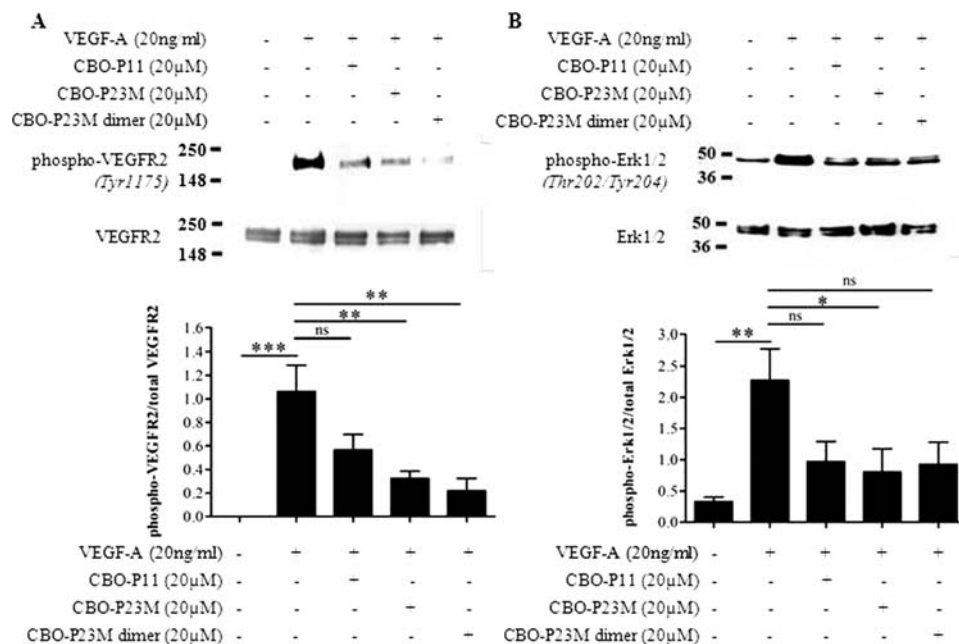 A
VEGF-A (20ng/ml) - + + + +
CBO-P11 (20µM) - - + - -
CBO-P23M (20µM) - - - + -
CBO-P23M dimer (20µM) - - - - +
phospho-VEGFR2
(Tyr1175)
250
148
VEGFR2
250
148
**
**
ns
***
phospho-VEGFR2/total VEGFR2
1.6
1.4
1.2
1.0
0.8
0.6
0.4
0.2
0.0
VEGF-A (20ng/ml) - + + + +
CBO-P11 (20µM) - - + - -
CBO-P23M (20µM) - - - + -
CBO-P23M dimer (20µM) - - - - +
B
VEGF-A (20ng/ml) - + + + +
CBO-P11 (20µM) - - + - -
CBO-P23M (20µM) - - - + -
CBO-P23M dimer (20µM) - - - - +
phospho-Erk1/2
(Thr202/Tyr204)
50
36
Erk1/2
50
36
ns
*
ns
**
phospho-Erk1/2/total Erk1/2
3.0
2.5
2.0
1.5
1.0
0.5
0.0
VEGF-A (20ng/ml) - + + + +
CBO-P11 (20µM) - - + - -
CBO-P23M (20µM) - - - + -
CBO-P23M dimer (20µM) - - - - +